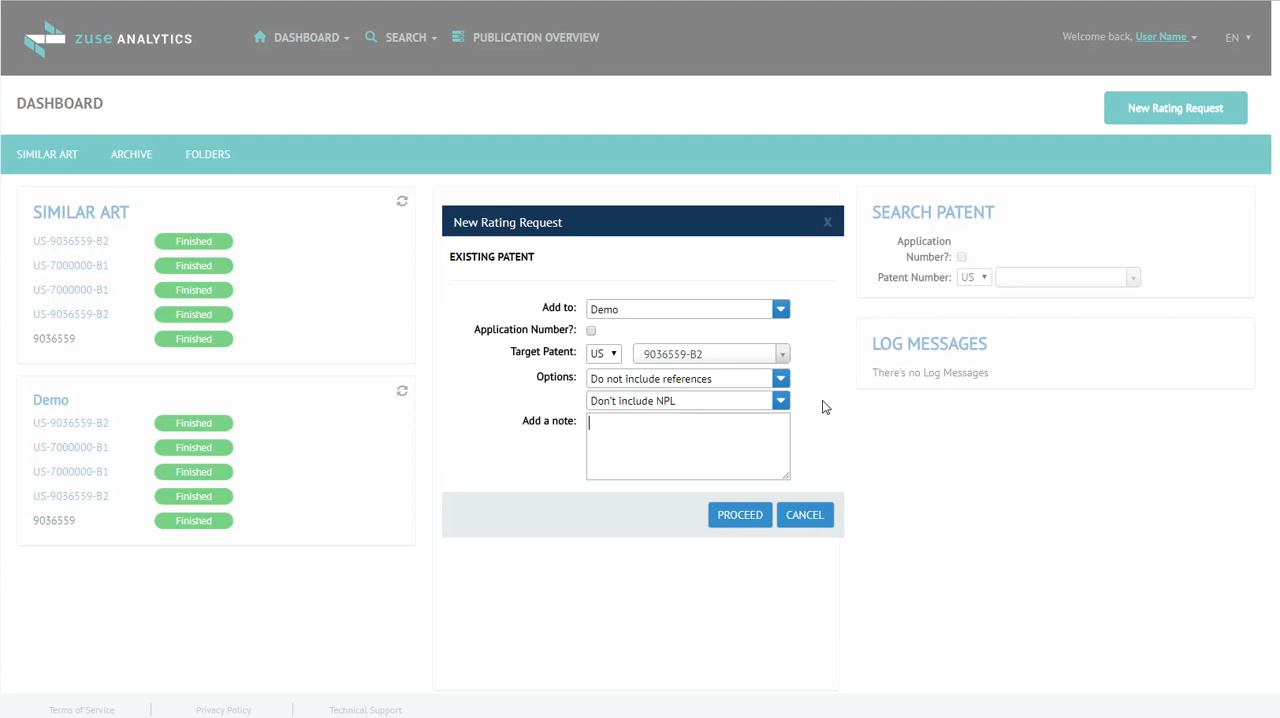 zuse ANALYTICS
DASHBOARD
SEARCH
PUBLICATION OVERVIEW
Welcome back, User Name
EN
DASHBOARD
New Rating Request
SIMILAR ART
ARCHIVE
FOLDERS
SIMILAR ART
US-9036559-B2 Finished
US-7000000-B1 Finished
US-7000000-B1 Finished
US-9036559-B2 Finished
9036559 Finished
Demo
US-9036559-B2 Finished
US-7000000-B1 Finished
US-7000000-B1 Finished
US-9036559-B2 Finished
9036559 Finished
New Rating Request X
EXISTING PATENT
Add to: Demo
Application Number?:
Target Patent: US 9036559-B2
Options: Do not include references
Don't include NPL
Add a note:
PROCEED CANCEL
SEARCH PATENT
Application
Number?:
Patent Number: US
LOG MESSAGES
There's no Log Messages
Terms of Service
Privacy Policy
Technical Support